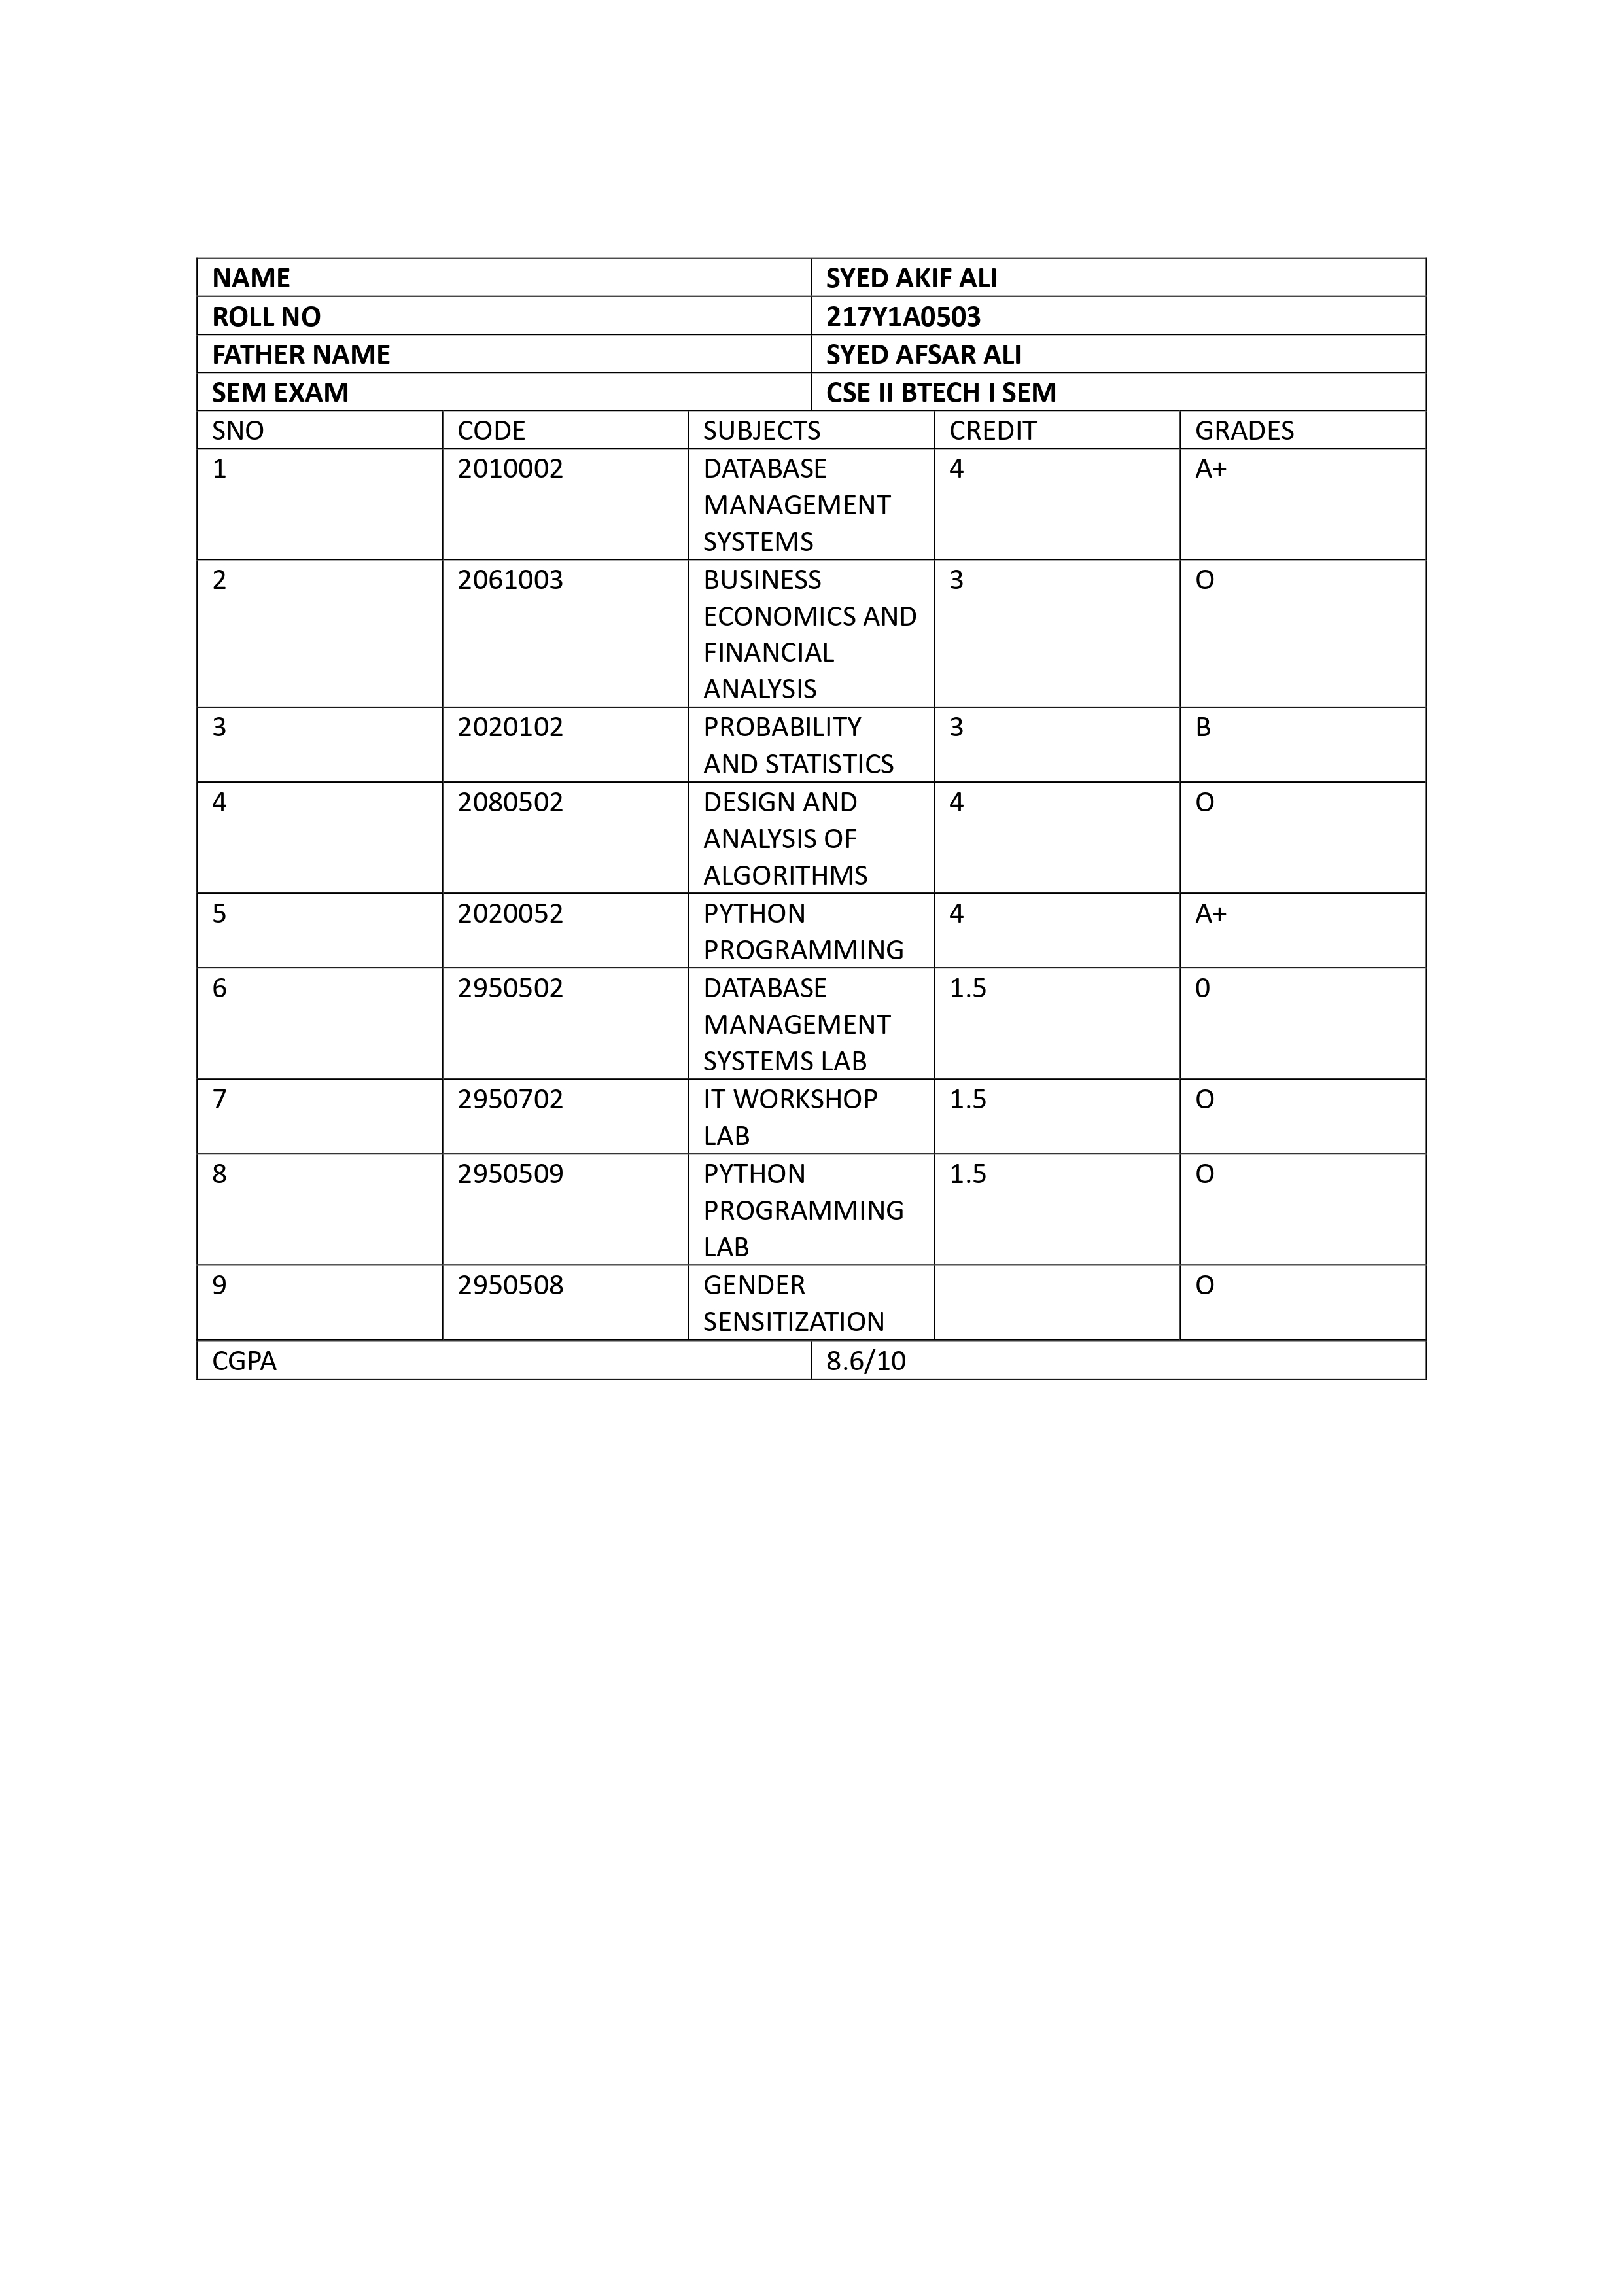 NAME SYED AKIF ALI
ROLL NO 217Y1A0503
FATHER NAME SYED AFSAR ALI
SEM EXAM CSE II BTECH I SEM
SNO CODE SUBJECTS CREDIT GRADES
1 2010002 DATABASE 4 A+
MANAGEMENT
SYSTEMS
2 2061003 BUSINESS 3 O
ECONOMICS AND
FINANCIAL
ANALYSIS
3 2020102 PROBABILITY 3 B
AND STATISTICS
4 2080502 DESIGN AND 4 O
ANALYSIS OF
ALGORITHMS
5 2020052 PYTHON 4 A+
PROGRAMMING
6 2950502 DATABASE 1.5 0
MANAGEMENT
SYSTEMS LAB
7 2950702 IT WORKSHOP 1.5 O
LAB
8 2950509 PYTHON 1.5 O
PROGRAMMING
LAB
9 2950508 GENDER O
SENSITIZATION
CGPA 8.6/10